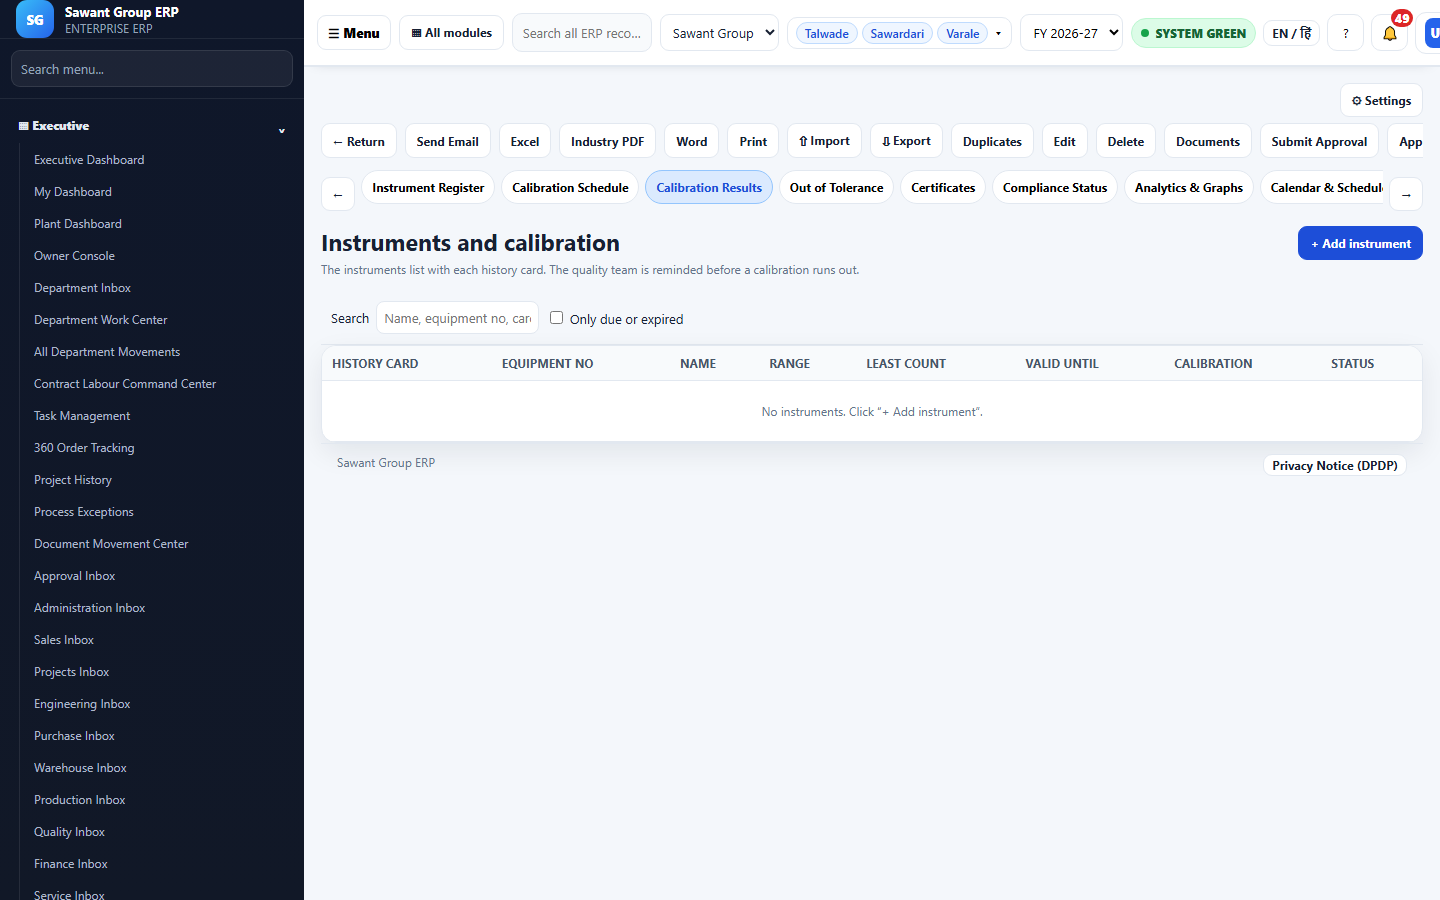 SG
Sawant Group ERP
ENTERPRISE ERP
☰ Menu
All modules
Search all ERP reco...
Sawant Group
Talwade
Sawardari
Varale
FY 2026-27
SYSTEM GREEN
EN / हिं
?
49
U
Search menu...
Executive
Executive Dashboard
My Dashboard
Plant Dashboard
Owner Console
Department Inbox
Department Work Center
All Department Movements
Contract Labour Command Center
Task Management
360 Order Tracking
Project History
Process Exceptions
Document Movement Center
Approval Inbox
Administration Inbox
Sales Inbox
Projects Inbox
Engineering Inbox
Purchase Inbox
Warehouse Inbox
Production Inbox
Quality Inbox
Finance Inbox
Service Inbox
⚙ Settings
← Return
Send Email
Excel
Industry PDF
Word
Print
⇧ Import
⇩ Export
Duplicates
Edit
Delete
Documents
Submit Approval
App
←
Instrument Register
Calibration Schedule
Calibration Results
Out of Tolerance
Certificates
Compliance Status
Analytics & Graphs
Calendar & Schedul
→
Instruments and calibration
+ Add instrument
The instruments list with each history card. The quality team is reminded before a calibration runs out.
Search
Name, equipment no, car
Only due or expired
HISTORY CARD EQUIPMENT NO NAME RANGE LEAST COUNT VALID UNTIL CALIBRATION STATUS
No instruments. Click “+ Add instrument”.
Sawant Group ERP
Privacy Notice (DPDP)